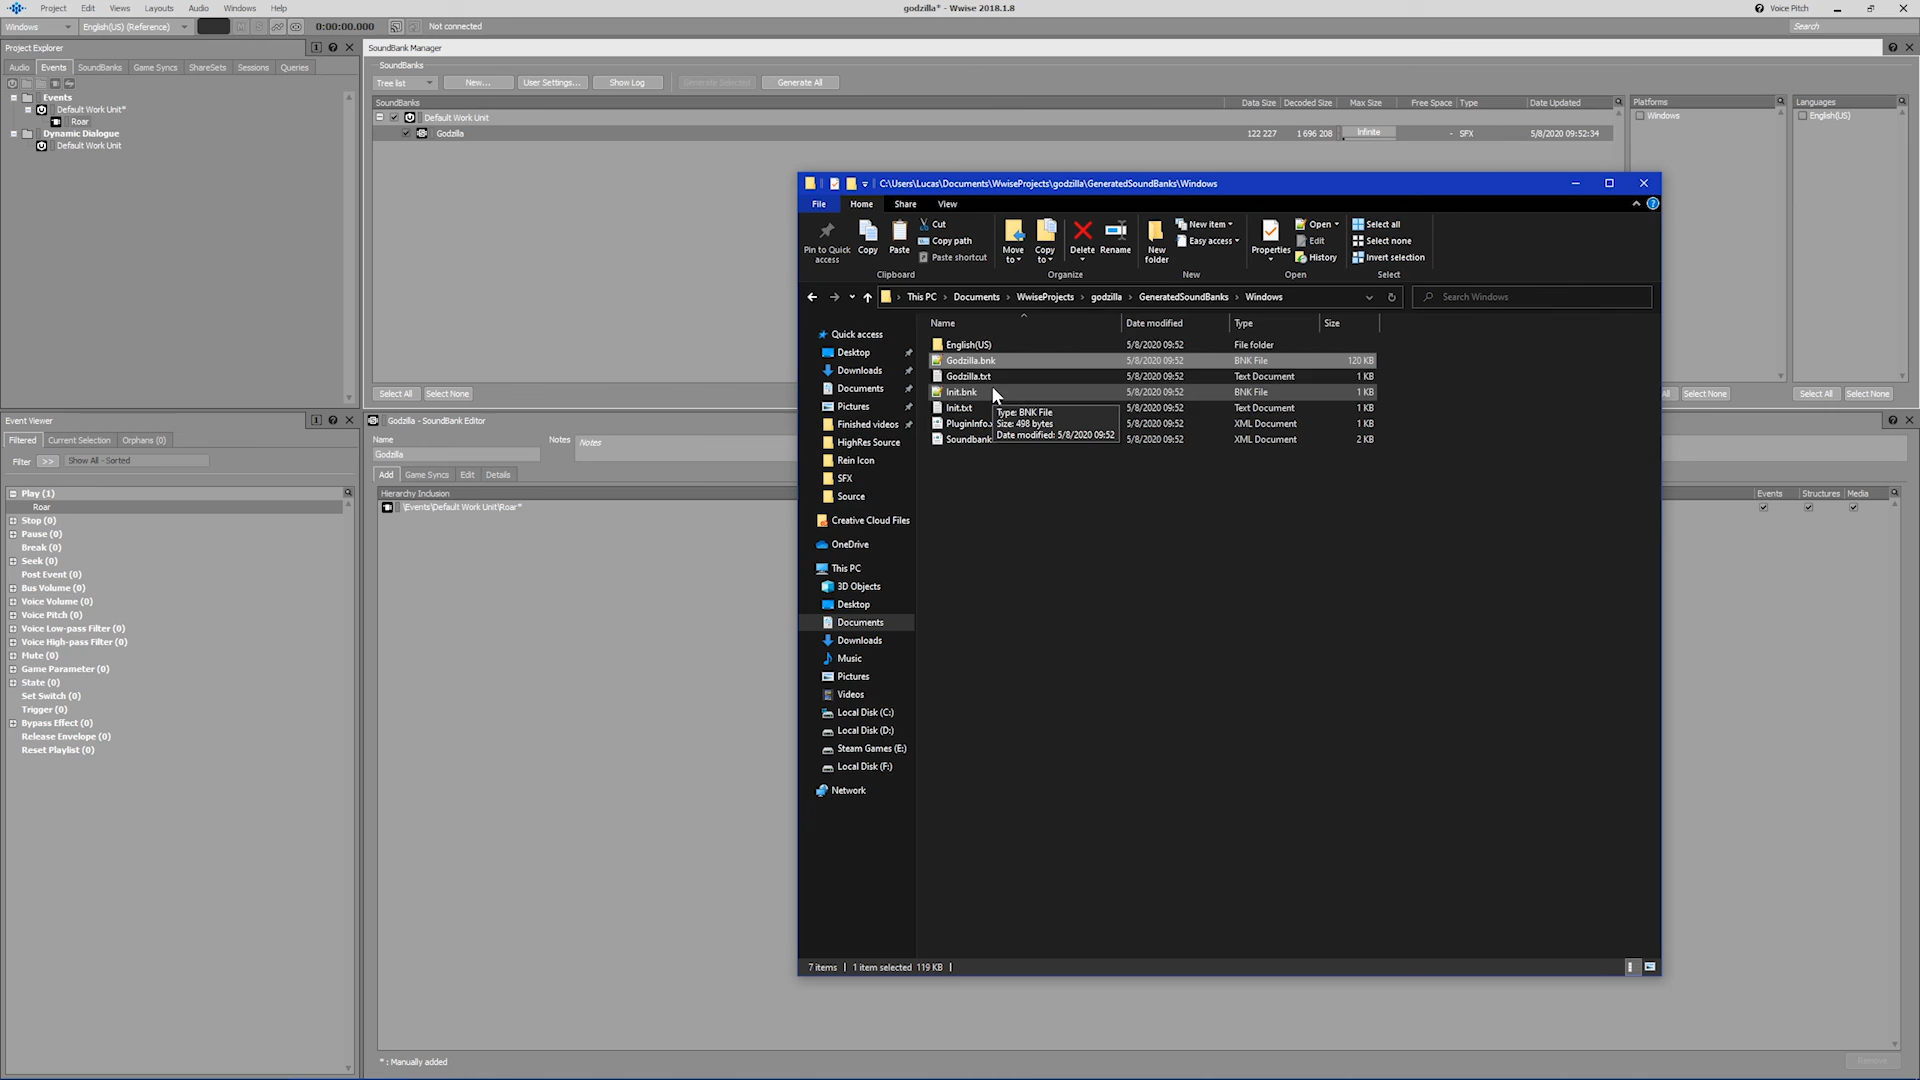 Project Edit Views Layouts Audio Windows Help godzilla* - Wwise 2018.1.8 Voice Pitch
Windows English(US) (Reference) M S 0:00:00.000 Not connected Search
Project Explorer
Audio Events SoundBanks Game Syncs ShareSets Sessions Queries
Events
Default Work Unit*
Roar
Dynamic Dialogue
Default Work Unit
SoundBank Manager
SoundBanks
Tree list New... User Settings... Show Log Generate Selected Generate All
SoundBanks Data Size Decoded Size Max Size Free Space Type Date Updated
Default Work Unit
Godzilla 122 227 1 696 208 Infinite - SFX 5/8/2020 09:52:34
Select All Select None
Platforms
Windows
All Select None
Languages
English(US)
Select All Select None
C:\Users\Lucas\Documents\WwiseProjects\godzilla\GeneratedSoundBanks\Windows
File Home Share View
Pin to Quick access
Copy
Paste
Cut
Copy path
Paste shortcut
Clipboard
Move to
Copy to
Delete
Rename
Organize
New folder
New item
Easy access
New
Properties
Open
Edit
History
Open
Select all
Select none
Invert selection
Select
This PC > Documents > WwiseProjects > godzilla > GeneratedSoundBanks > Windows
Search Windows
Name Date modified Type Size
English(US) 5/8/2020 09:52 File folder
Godzilla.bnk 5/8/2020 09:52 BNK File 120 KB
Godzilla.txt 5/8/2020 09:52 Text Document 1 KB
Init.bnk 5/8/2020 09:52 BNK File 1 KB
Init.txt 5/8/2020 09:52 Text Document 1 KB
PluginInfo.x 5/8/2020 09:52 XML Document 1 KB
Soundbank 5/8/2020 09:52 XML Document 2 KB
Type: BNK File
Size: 498 bytes
Date modified: 5/8/2020 09:52
Quick access
Desktop
Downloads
Documents
Pictures
Finished videos
HighRes Source
Rein Icon
SFX
Source
Creative Cloud Files
OneDrive
This PC
3D Objects
Desktop
Documents
Downloads
Music
Pictures
Videos
Local Disk (C:)
Local Disk (D:)
Steam Games (E:)
Local Disk (F:)
Network
7 items 1 item selected 119 KB
Event Viewer
Filtered Current Selection Orphans (0)
Filter >> Show All - Sorted
Play (1)
Roar
Stop (0)
Pause (0)
Break (0)
Seek (0)
Post Event (0)
Bus Volume (0)
Voice Volume (0)
Voice Pitch (0)
Voice Low-pass Filter (0)
Voice High-pass Filter (0)
Mute (0)
Game Parameter (0)
State (0)
Set Switch (0)
Trigger (0)
Bypass Effect (0)
Release Envelope (0)
Reset Playlist (0)
Godzilla - SoundBank Editor
Name Notes Notes
Godzilla
Add Game Syncs Edit Details
Hierarchy Inclusion Events Structures Media
\Events\Default Work Unit\Roar*
* : Manually added
Remove